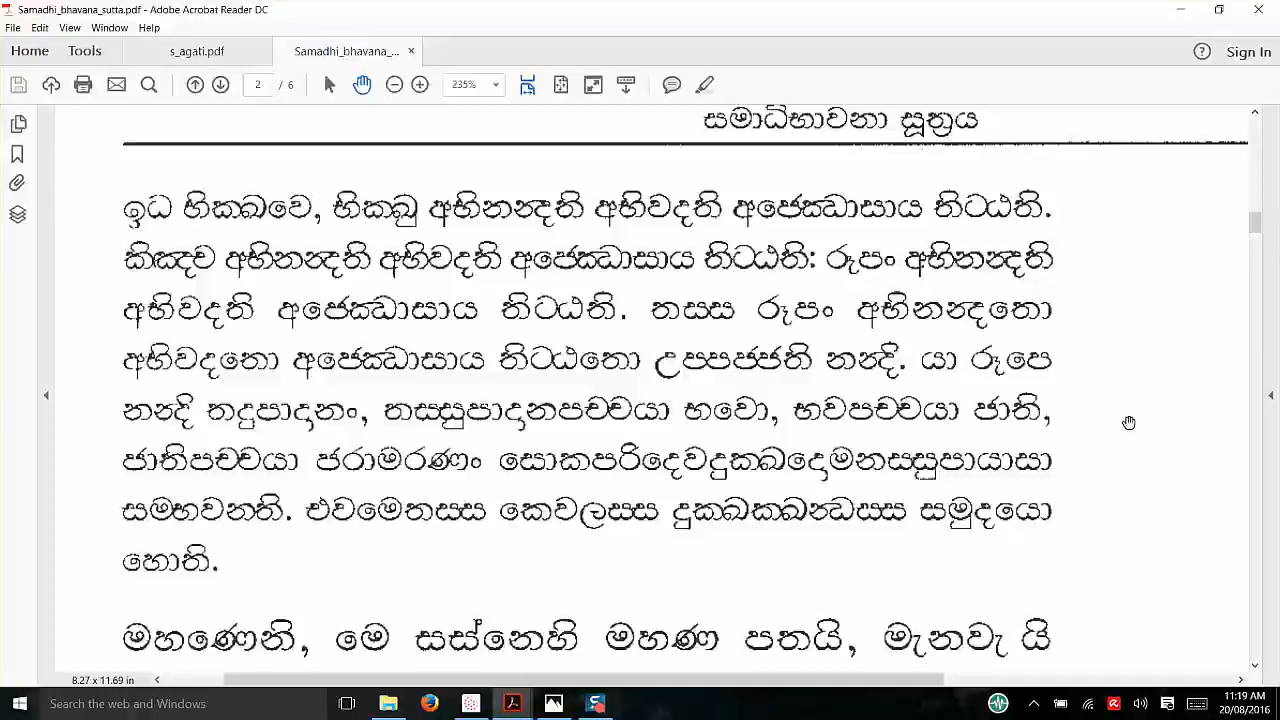 Samadhi_bhavana_sutta.pdf - Adobe Acrobat Reader DC
File Edit View Window Help
Home Tools s_agati.pdf Samadhi_bhavana_... × Sign In
2 / 6 235%
සමාධිභාවනා සූත්‍රය
ඉධ භික‍්ඛවෙ, භික‍්ඛු අභිනන්‍දති අභිවදති අජ‍්ඣොසාය තිට‍්ඨති.
කිඤ‍්ච අභිනන්‍දති අභිවදති අජ‍්ඣොසාය තිට‍්ඨති: රූපං අභිනන්‍දති
අභිවදති අජ‍්ඣොසාය තිට‍්ඨති. තස‍්ස රූපං අභිනන්‍දතො
අභිවදතො අජ‍්ඣොසාය තිට‍්ඨතො උප‍්පජ‍්ජති නන්‍දි. යා රූපෙ
නන්‍දි තදුපාදානං, තස‍්සුපාදානපච‍්චයා භවො, භවපච‍්චයා ජාති,
ජාතිපච‍්චයා ජරාමරණං සොකපරිදෙවදුක‍්ඛදොමනස‍්සුපායාසා
සම‍්භවන‍්ති. එවමෙතස‍්ස කෙවලස‍්ස දුක‍්ඛක‍්ඛන්‍ධස‍්ස සමුදයො
හොති.
මහණෙනි, මෙ සස්නෙහි මහණ පතයි, මැනවැ යි
8.27 x 11.69 in
Search the web and Windows
11:19 AM
20/08/2016